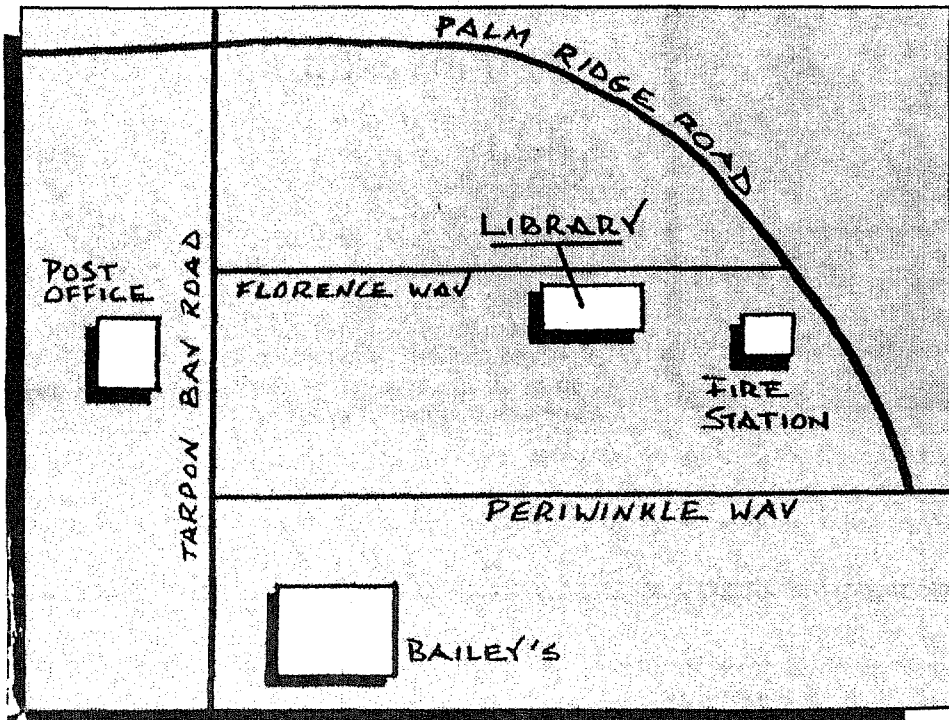 PALM RIDGE ROAD
LIBRARY
POST
OFFICE
TARPON BAY ROAD
FLORENCE WAY
FIRE
STATION
PERIWINKLE WAY
BAILEY'S